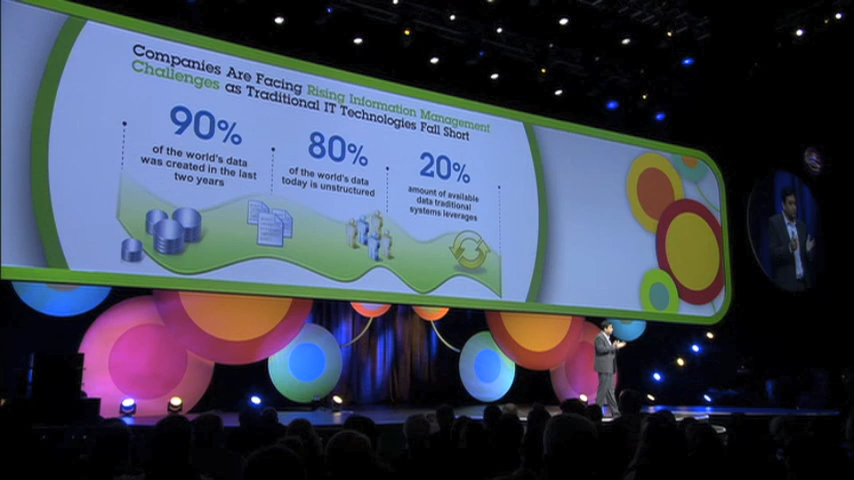 Companies Are Facing Rising Information Management
Challenges as Traditional IT Technologies Fall Short
90%
of the world's data
was created in the last
two years
80%
of the world's data
today is unstructured
20%
amount of available
data traditional
systems leverages